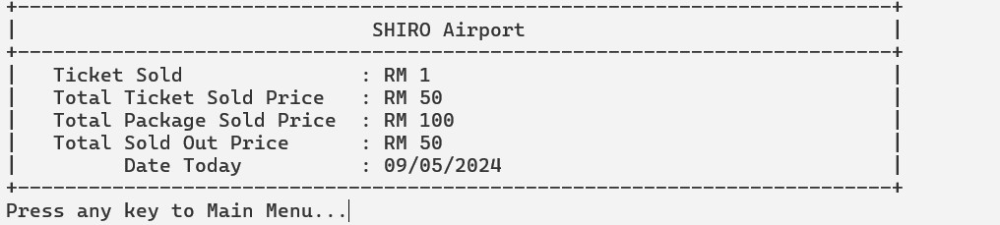 SHIRO Airport
Ticket Sold : RM 1
Total Ticket Sold Price : RM 50
Total Package Sold Price : RM 100
Total Sold Out Price : RM 50
Date Today : 09/05/2024
Press any key to Main Menu...